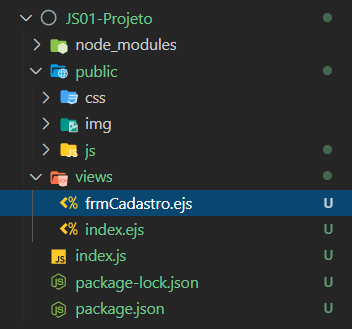 JS01-Projeto
node_modules
public
css
img
js
views
<% frmCadastro.ejs U
<% index.ejs U
JS index.js U
package-lock.json U
package.json U